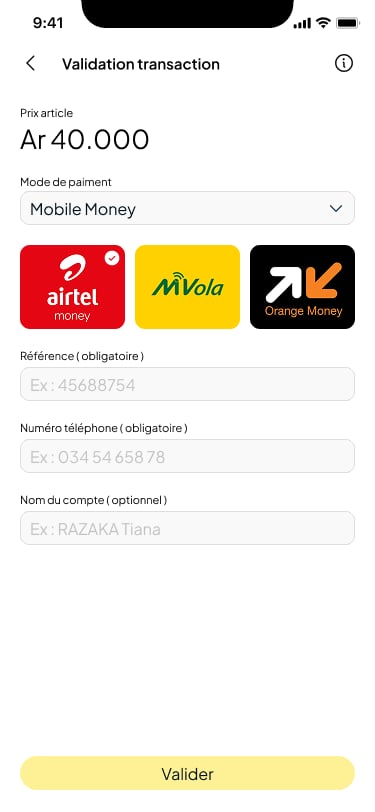 9:41
Validation transaction
Prix article
Ar 40.000
Mode de paiment
Mobile Money
airtel
money
MVola
Orange Money
Référence ( obligatoire )
Ex : 45688754
Numéro téléphone ( obligatoire )
Ex : 034 54 658 78
Nom du compte ( optionnel )
Ex : RAZAKA Tiana
Valider